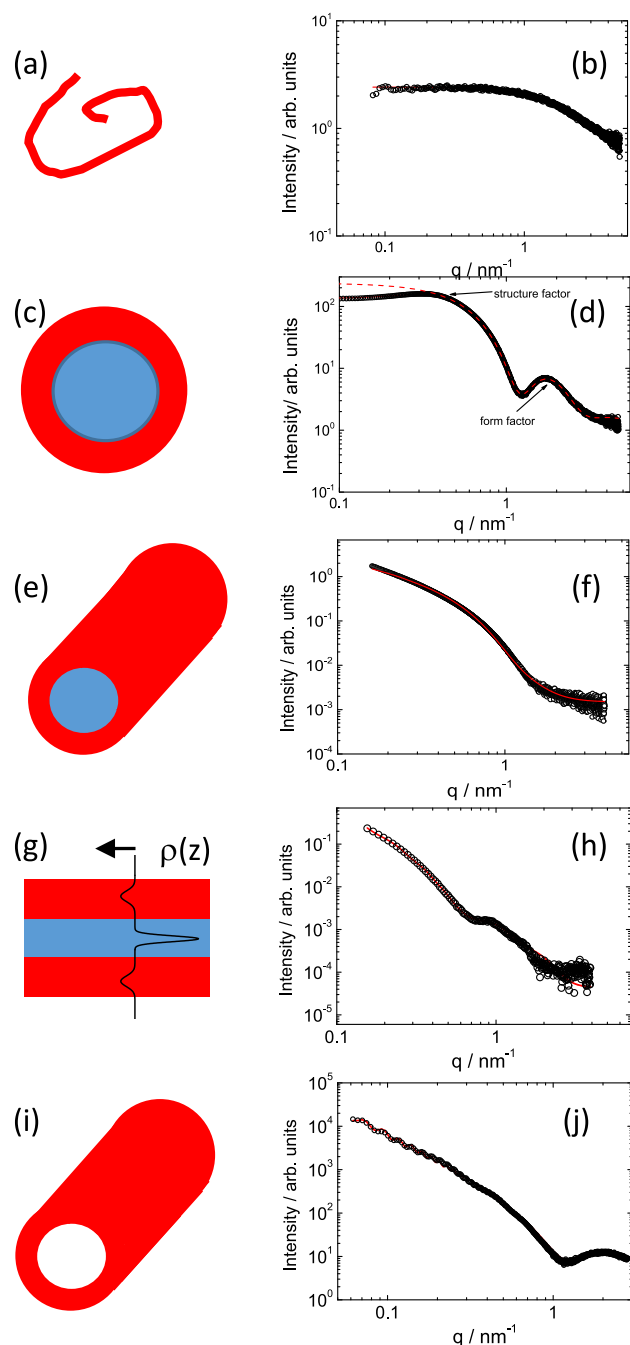 (a)
(b)
Intensity / arb. units
10¹
10⁰
10⁻¹
0.1
1
q / nm⁻¹
(c)
(d)
structure factor
form factor
Intensity/ arb. units
10²
10¹
10⁰
10⁻¹
1
q / nm⁻¹
(e)
(f)
Intensity / arb. units
10⁰
10⁻¹
10⁻²
10⁻³
10⁻⁴
0.1
1
q / nm⁻¹
(g)
ρ(z)
(h)
Intensity / arb. units
10⁻¹
10⁻²
10⁻³
10⁻⁴
10⁻⁵
0.1
1
q / nm⁻¹
(i)
(j)
Intensity / arb. units
10⁵
10⁴
10³
10²
10¹
10⁰
0.1
1
q / nm⁻¹